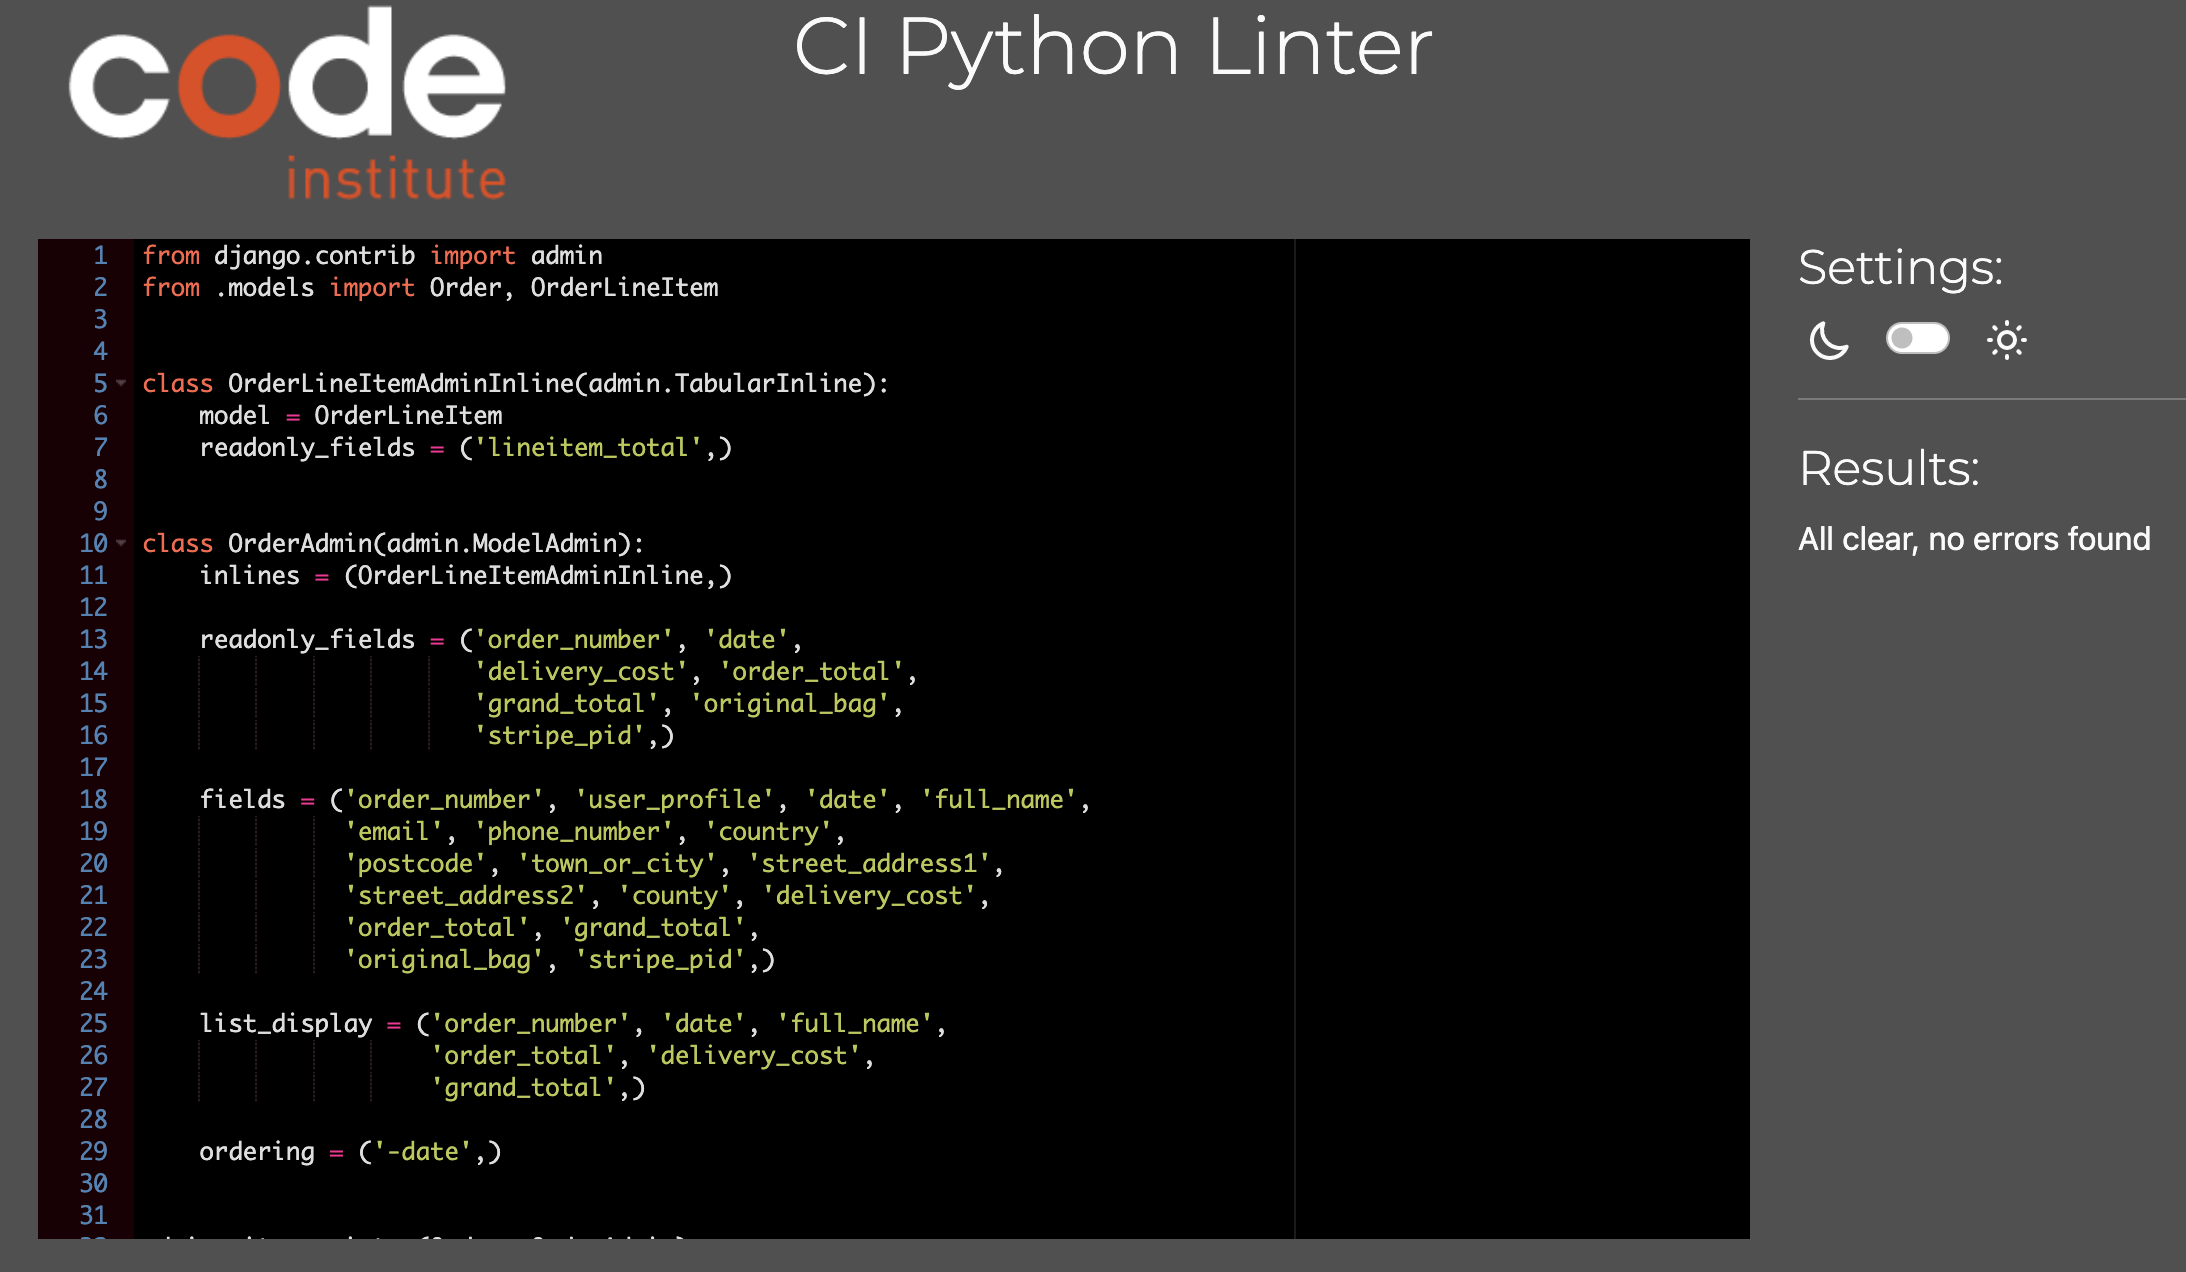 code
institute
CI Python Linter
1 from django.contrib import admin
2 from .models import Order, OrderLineItem
3
4
5 class OrderLineItemAdminInline(admin.TabularInline):
6     model = OrderLineItem
7     readonly_fields = ('lineitem_total',)
8
9
10 class OrderAdmin(admin.ModelAdmin):
11     inlines = (OrderLineItemAdminInline,)
12
13     readonly_fields = ('order_number', 'date',
14                        'delivery_cost', 'order_total',
15                        'grand_total', 'original_bag',
16                        'stripe_pid',)
17
18     fields = ('order_number', 'user_profile', 'date', 'full_name',
19               'email', 'phone_number', 'country',
20               'postcode', 'town_or_city', 'street_address1',
21               'street_address2', 'county', 'delivery_cost',
22               'order_total', 'grand_total',
23               'original_bag', 'stripe_pid',)
24
25     list_display = ('order_number', 'date', 'full_name',
26                     'order_total', 'delivery_cost',
27                     'grand_total',)
28
29     ordering = ('-date',)
30
31
Settings:
Results:
All clear, no errors found